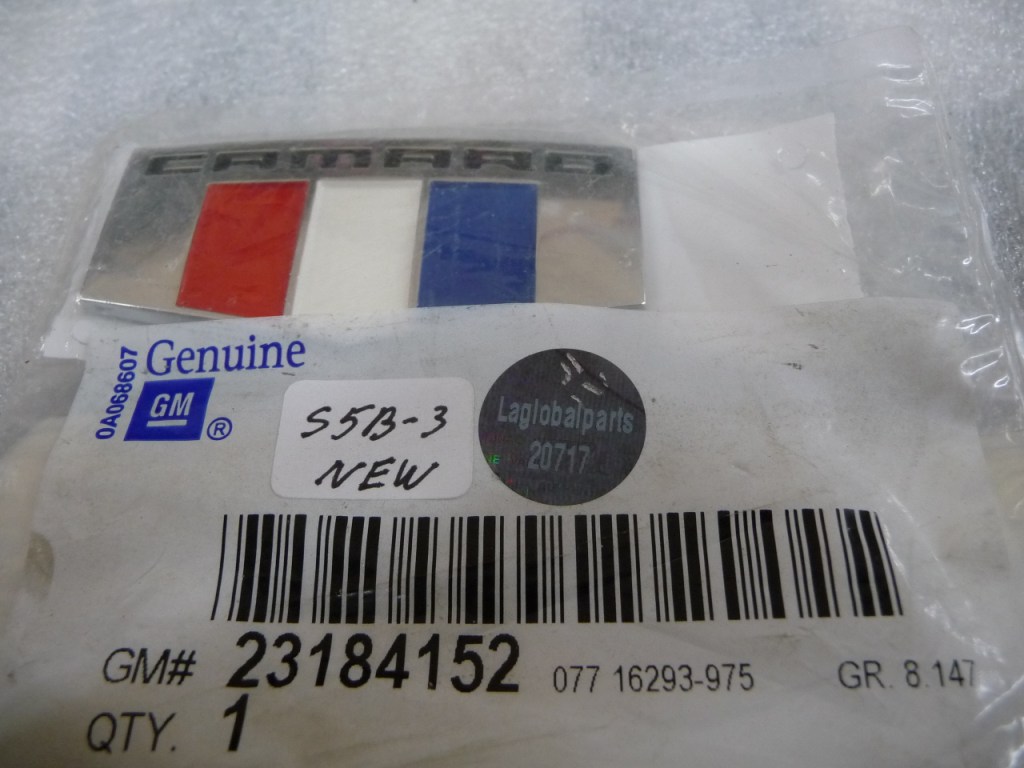 CAMARO
0A068607
Genuine
GM ®
S5B-3
NEW
Laglobalparts
20717
GM# 23184152 077 16293-975 GR. 8.147
QTY. 1